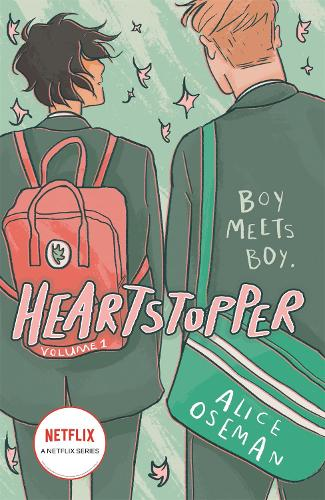 BOY
MEETS
BOY.
HEARTSTOPPER
VOLUME 1
ALICE
OSEMAN
NETFLIX
A NETFLIX SERIES